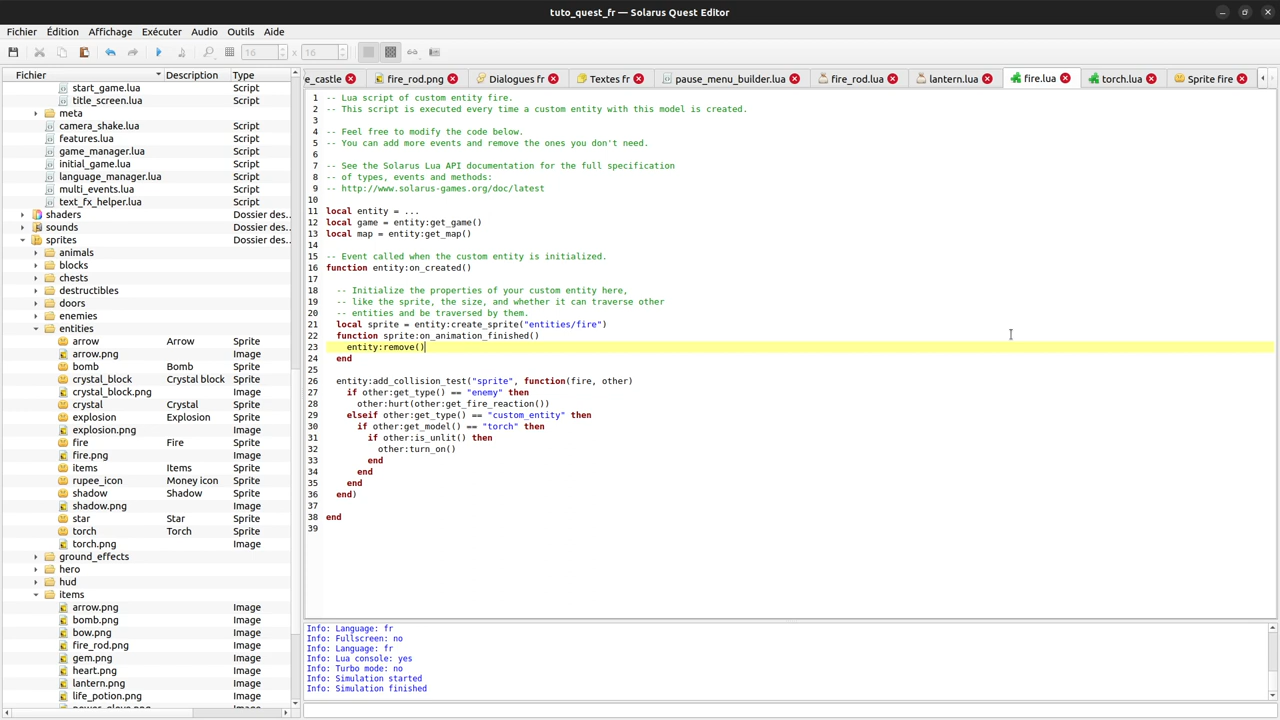 tuto_quest_fr — Solarus Quest Editor
Fichier Édition Affichage Exécuter Audio Outils Aide
16 x 16
Fichier Description Type
start_game.lua Script
title_screen.lua Script
meta
camera_shake.lua Script
features.lua Script
game_manager.lua Script
initial_game.lua Script
language_manager.lua Script
multi_events.lua Script
text_fx_helper.lua Script
shaders Dossier des...
sounds Dossier des...
sprites Dossier des...
animals
blocks
chests
destructibles
doors
enemies
entities
arrow Arrow Sprite
arrow.png Image
bomb Bomb Sprite
crystal_block Crystal block Sprite
crystal_block.png Image
crystal Crystal Sprite
explosion Explosion Sprite
explosion.png Image
fire Fire Sprite
fire.png Image
items Items Sprite
rupee_icon Money icon Sprite
shadow Shadow Sprite
shadow.png Image
star Star Sprite
torch Torch Sprite
torch.png Image
ground_effects
hero
hud
items
arrow.png Image
bomb.png Image
bow.png Image
fire_rod.png Image
gem.png Image
heart.png Image
lantern.png Image
life_potion.png Image
e_castle fire_rod.png Dialogues fr Textes fr pause_menu_builder.lua fire_rod.lua lantern.lua fire.lua torch.lua Sprite fire
1 -- Lua script of custom entity fire.
2 -- This script is executed every time a custom entity with this model is created.
3
4 -- Feel free to modify the code below.
5 -- You can add more events and remove the ones you don't need.
6
7 -- See the Solarus Lua API documentation for the full specification
8 -- of types, events and methods:
9 -- http://www.solarus-games.org/doc/latest
10
11 local entity = ...
12 local game = entity:get_game()
13 local map = entity:get_map()
14
15 -- Event called when the custom entity is initialized.
16 function entity:on_created()
17
18 -- Initialize the properties of your custom entity here,
19 -- like the sprite, the size, and whether it can traverse other
20 -- entities and be traversed by them.
21 local sprite = entity:create_sprite("entities/fire")
22 function sprite:on_animation_finished()
23 entity:remove()
24 end
25
26 entity:add_collision_test("sprite", function(fire, other)
27 if other:get_type() == "enemy" then
28 other:hurt(other:get_fire_reaction())
29 elseif other:get_type() == "custom_entity" then
30 if other:get_model() == "torch" then
31 if other:is_unlit() then
32 other:turn_on()
33 end
34 end
35 end
36 end)
37
38 end
39
Info: Language: fr
Info: Fullscreen: no
Info: Language: fr
Info: Lua console: yes
Info: Turbo mode: no
Info: Simulation started
Info: Simulation finished